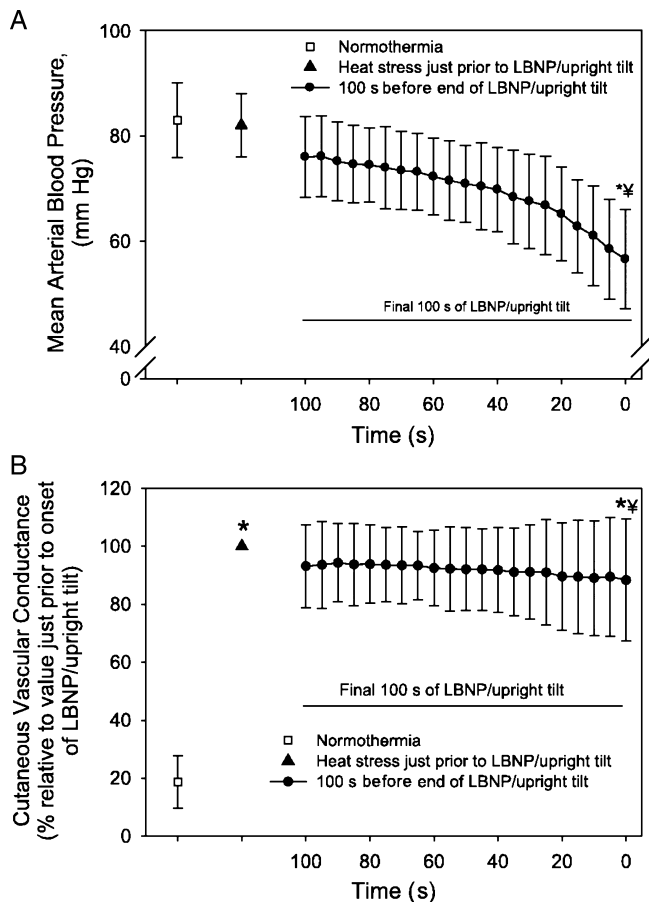 A
Mean Arterial Blood Pressure,
(mm Hg)
100
80
60
40
0
Normothermia
Heat stress just prior to LBNP/upright tilt
100 s before end of LBNP/upright tilt
*¥
Final 100 s of LBNP/upright tilt
100 80 60 40 20 0
Time (s)
B
Cutaneous Vascular Conductance
(% relative to value just prior to onset
of LBNP/upright tilt)
120
100
80
60
40
20
0
*
*¥
Final 100 s of LBNP/upright tilt
Normothermia
Heat stress just prior to LBNP/upright tilt
100 s before end of LBNP/upright tilt
100 80 60 40 20 0
Time (s)